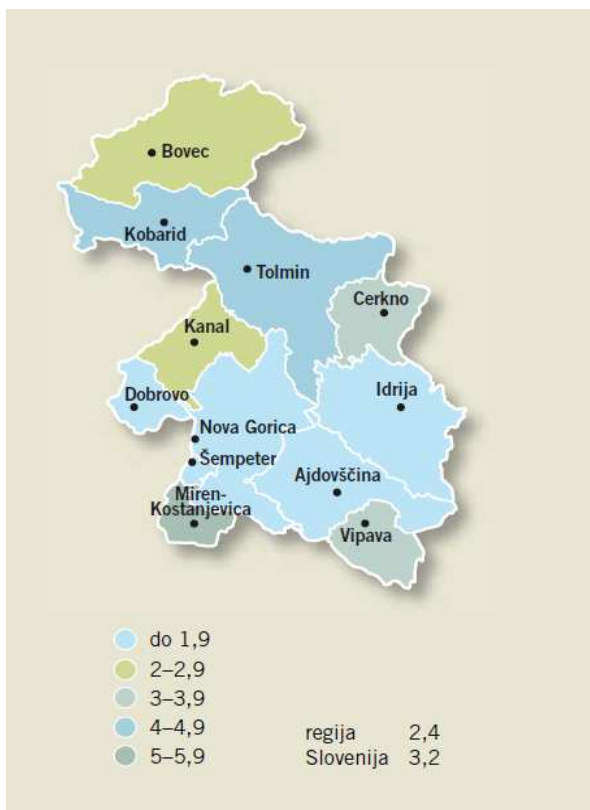 Bovec
Kobarid
Tolmin
Cerkno
Kanal
Idrija
Dobrovo
Nova Gorica
Šempeter
Ajdovščina
Miren-
Kostanjevica
Vipava
do 1,9
2–2,9
3–3,9
4–4,9
5–5,9
regija 2,4
Slovenija 3,2